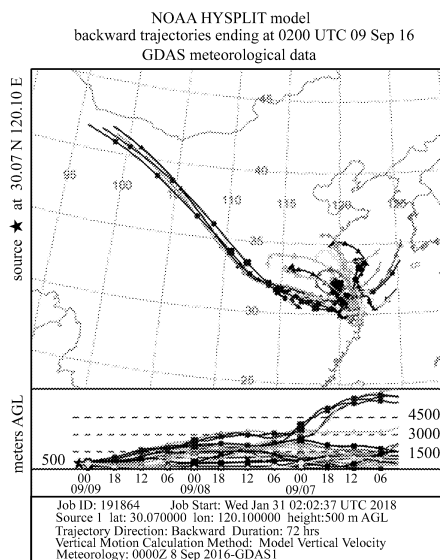 NOAA HYSPLIT model
backward trajectories ending at 0200 UTC 09 Sep 16
GDAS meteorological data
source ★ at 30.07 N 120.10 E
45
40
95
100
105
110
115
120
35
30
25
meters AGL
500
4500
3000
1500
00 18 12 06 00 18 12 06 00 18 12 06
09/09 09/08 09/07
Job ID: 191864 Job Start: Wed Jan 31 02:02:37 UTC 2018
Source 1 lat: 30.070000 lon: 120.100000 height:500 m AGL
Trajectory Direction: Backward Duration: 72 hrs
Vertical Motion Calculation Method: Model Vertical Velocity
Meteorology: 0000Z 8 Sep 2016-GDAS1